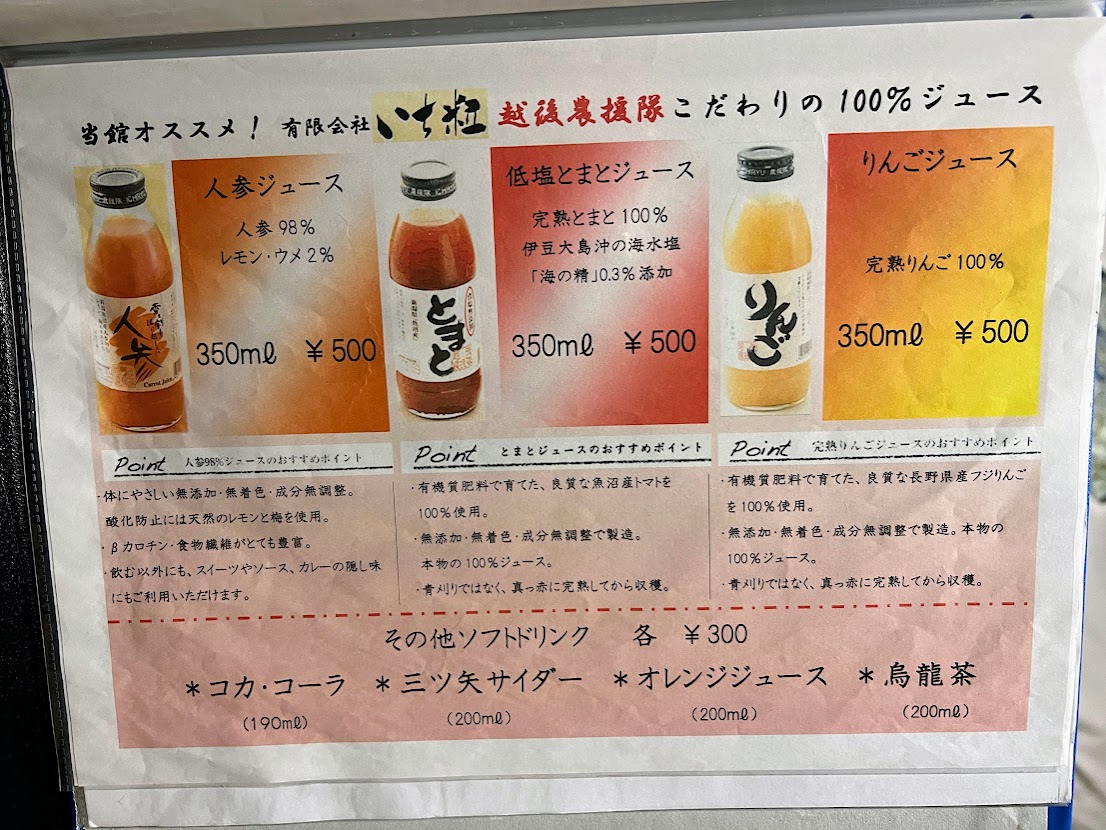 当館オススメ！ 有限会社 いち粒 越後農援隊 こだわりの100%ジュース
人参ジュース
人参98%
レモン・ウメ2%
350mℓ ￥500
人参
Carrot Juice
低塩とまとジュース
完熟とまと100%
伊豆大島沖の海水塩
「海の精」0.3%添加
350mℓ ￥500
とまと
りんごジュース
完熟りんご100%
350mℓ ￥500
りんご
Point 人参98%ジュースのおすすめポイント
・体にやさしい無添加・無着色・成分無調整。
酸化防止には天然のレモンと梅を使用。
・βカロチン・食物繊維がとても豊富。
・飲む以外にも、スイーツやソース、カレーの隠し味
にもご利用いただけます。
Point とまとジュースのおすすめポイント
・有機質肥料で育てた、良質な魚沼産トマトを
100%使用。
・無添加・無着色・成分無調整で製造。
本物の100%ジュース。
・青刈りではなく、真っ赤に完熟してから収穫。
Point 完熟りんごジュースのおすすめポイント
・有機質肥料で育てた、良質な長野県産フジりんご
を100%使用。
・無添加・無着色・成分無調整で製造。本物の
100%ジュース。
・青刈りではなく、真っ赤に完熟してから収穫。
その他ソフトドリンク 各 ￥300
＊コカ・コーラ ＊三ツ矢サイダー ＊オレンジジュース ＊烏龍茶
(190mℓ) (200mℓ) (200mℓ) (200mℓ)